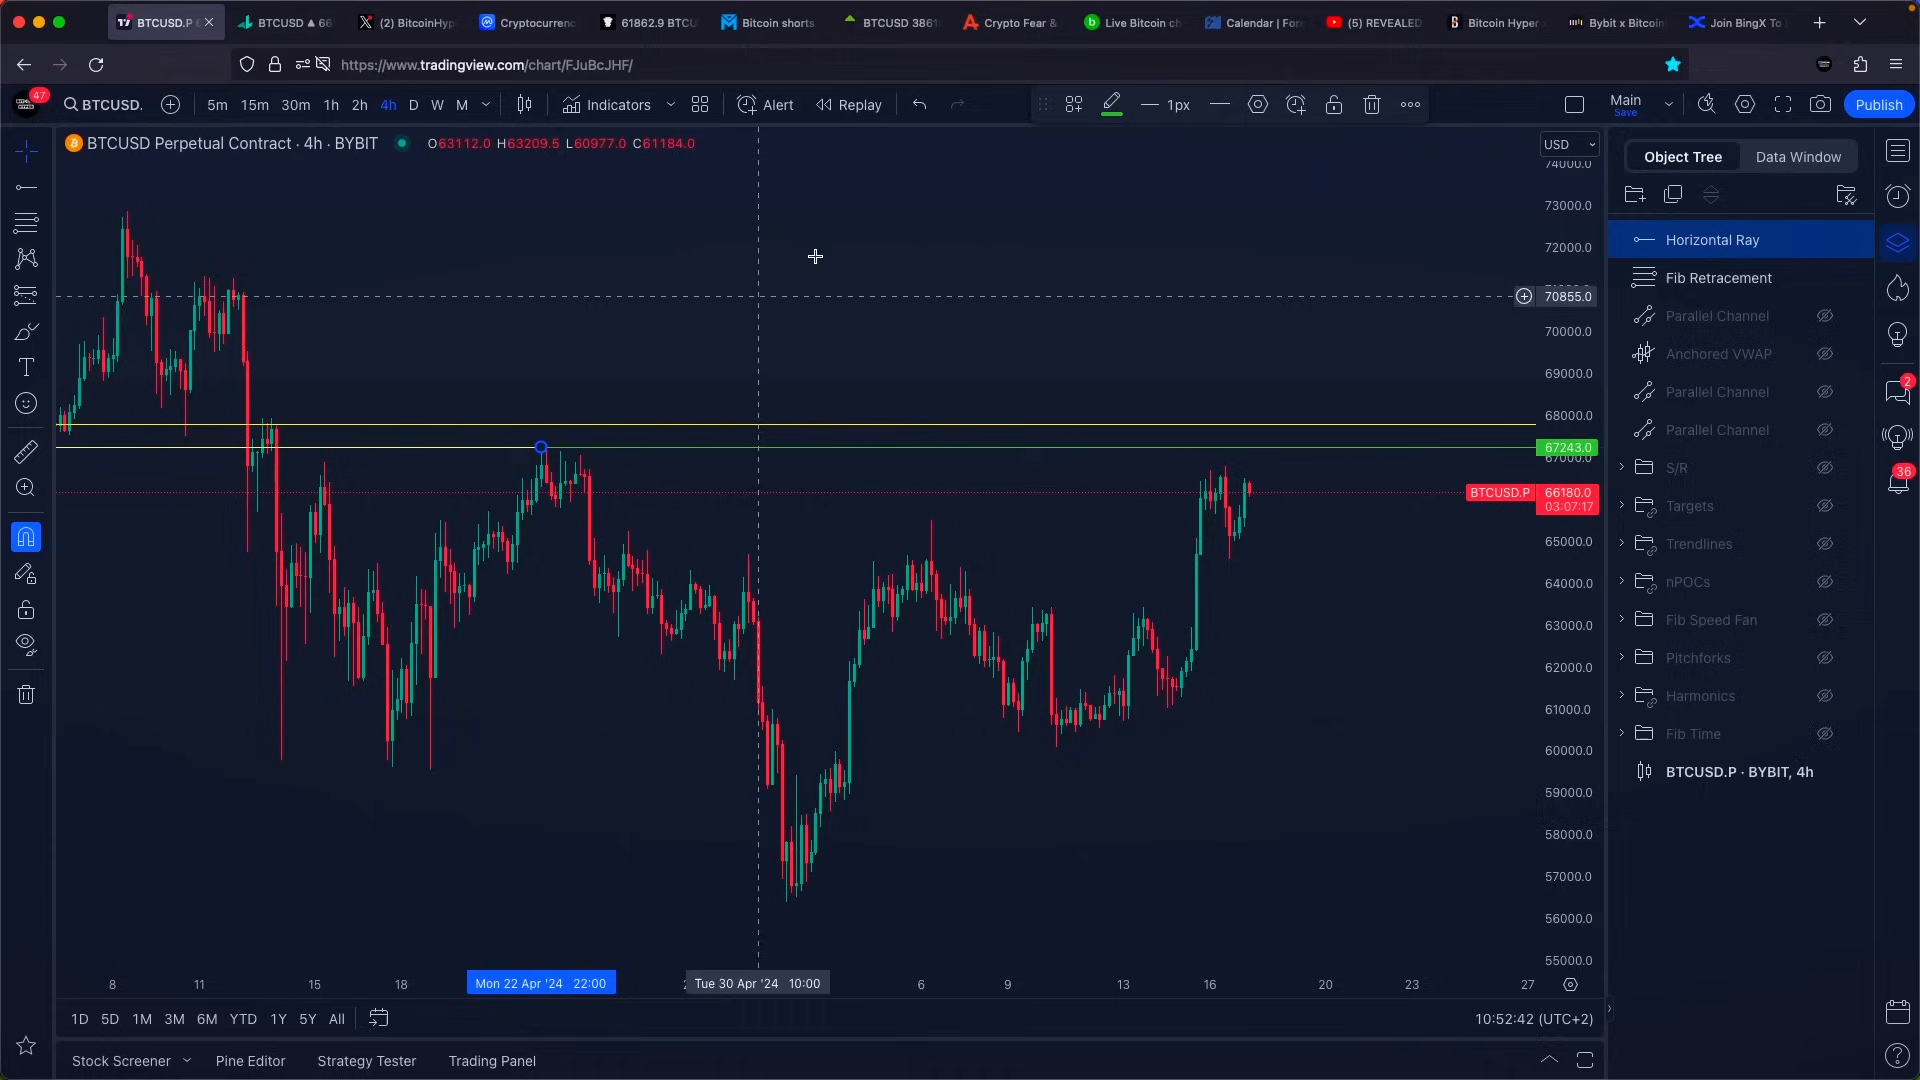 BTCUSD.P 6
BTCUSD ▲ 66
(2) BitcoinHyp
Cryptocurrenc
61862.9 BTCU
Bitcoin shorts
BTCUSD 3861
Crypto Fear &
Live Bitcoin ch
Calendar | For
(5) REVEALED
Bitcoin Hyper
Bybit x Bitcoin
Join BingX To
https://www.tradingview.com/chart/FJuBcJHF/
47
BTCUSD.
5m 15m 30m 1h 2h 4h D W M
Indicators
Alert
Replay
1px
Main
Save
Publish
BTCUSD Perpetual Contract · 4h · BYBIT
O63112.0 H63209.5 L60977.0 C61184.0
USD
74000.0
73000.0
72000.0
70855.0
70000.0
69000.0
68000.0
67243.0
67000.0
BTCUSD.P 66180.0
03:07:17
65000.0
64000.0
63000.0
62000.0
61000.0
60000.0
59000.0
58000.0
57000.0
56000.0
55000.0
8 11 15 18 Mon 22 Apr '24 22:00 Tue 30 Apr '24 10:00 6 9 13 16 20 23 27
1D 5D 1M 3M 6M YTD 1Y 5Y All
10:52:42 (UTC+2)
Stock Screener Pine Editor Strategy Tester Trading Panel
Object Tree Data Window
Horizontal Ray
Fib Retracement
Parallel Channel
Anchored VWAP
Parallel Channel
Parallel Channel
S/R
Targets
Trendlines
nPOCs
Fib Speed Fan
Pitchforks
Harmonics
Fib Time
BTCUSD.P · BYBIT, 4h
2
36